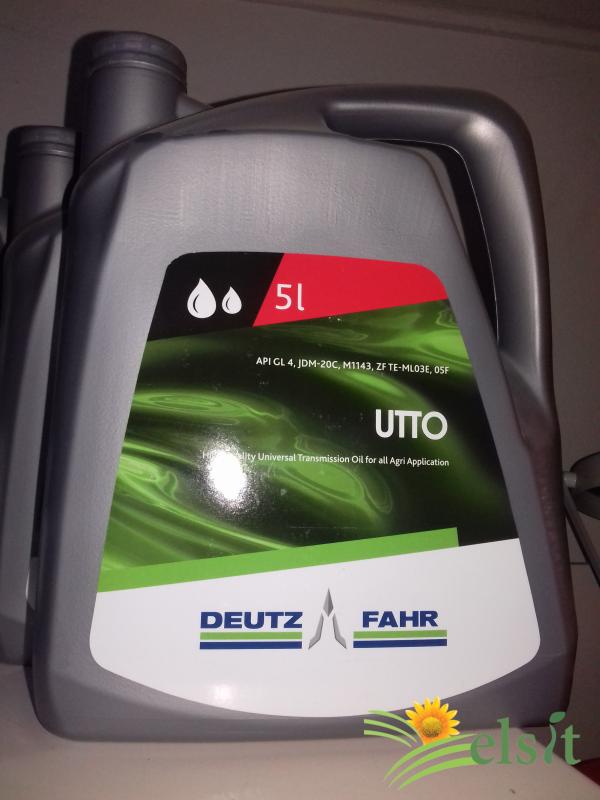 5l
API GL 4, JDM-20C, M1143, ZF TE-ML03E, 05F
UTTO
Universal Transmission Oil for all Agri Application
DEUTZ FAHR
elsit